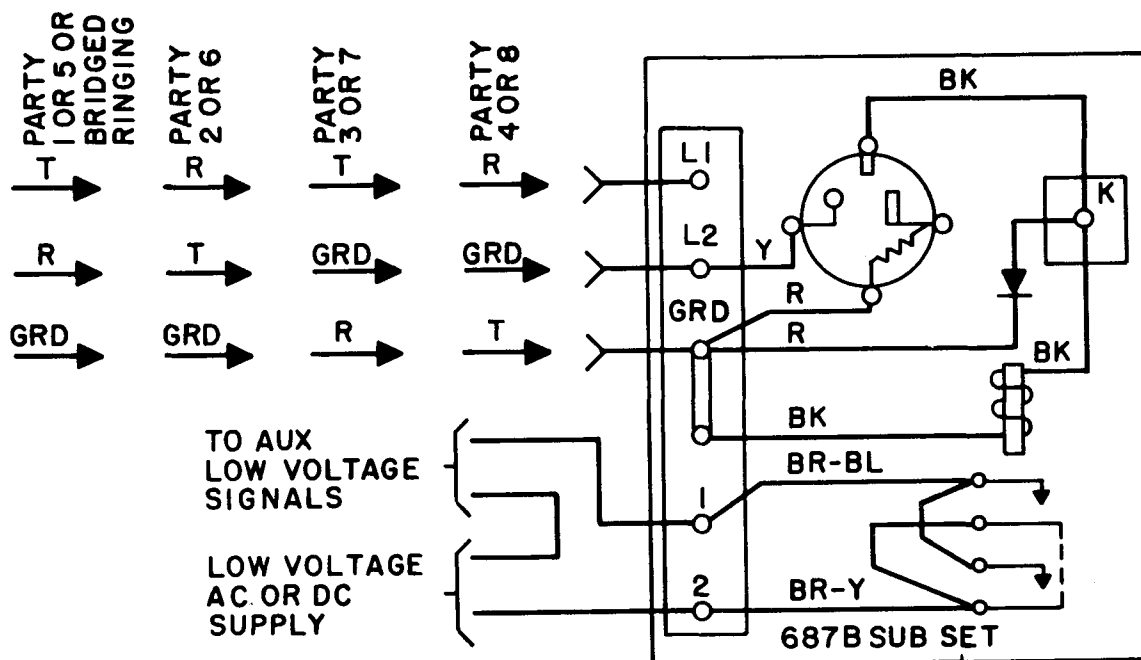 PARTY
1 OR 5 OR
BRIDGED
RINGING
PARTY
2 OR 6
PARTY
3 OR 7
PARTY
4 OR 8
T
R
T
R
R
T
GRD
GRD
GRD
GRD
R
T
L1
L2
GRD
1
2
Y
R
R
BK
K
BK
BK
BR-BL
BR-Y
TO AUX
LOW VOLTAGE
SIGNALS
LOW VOLTAGE
AC OR DC
SUPPLY
687B SUB SET